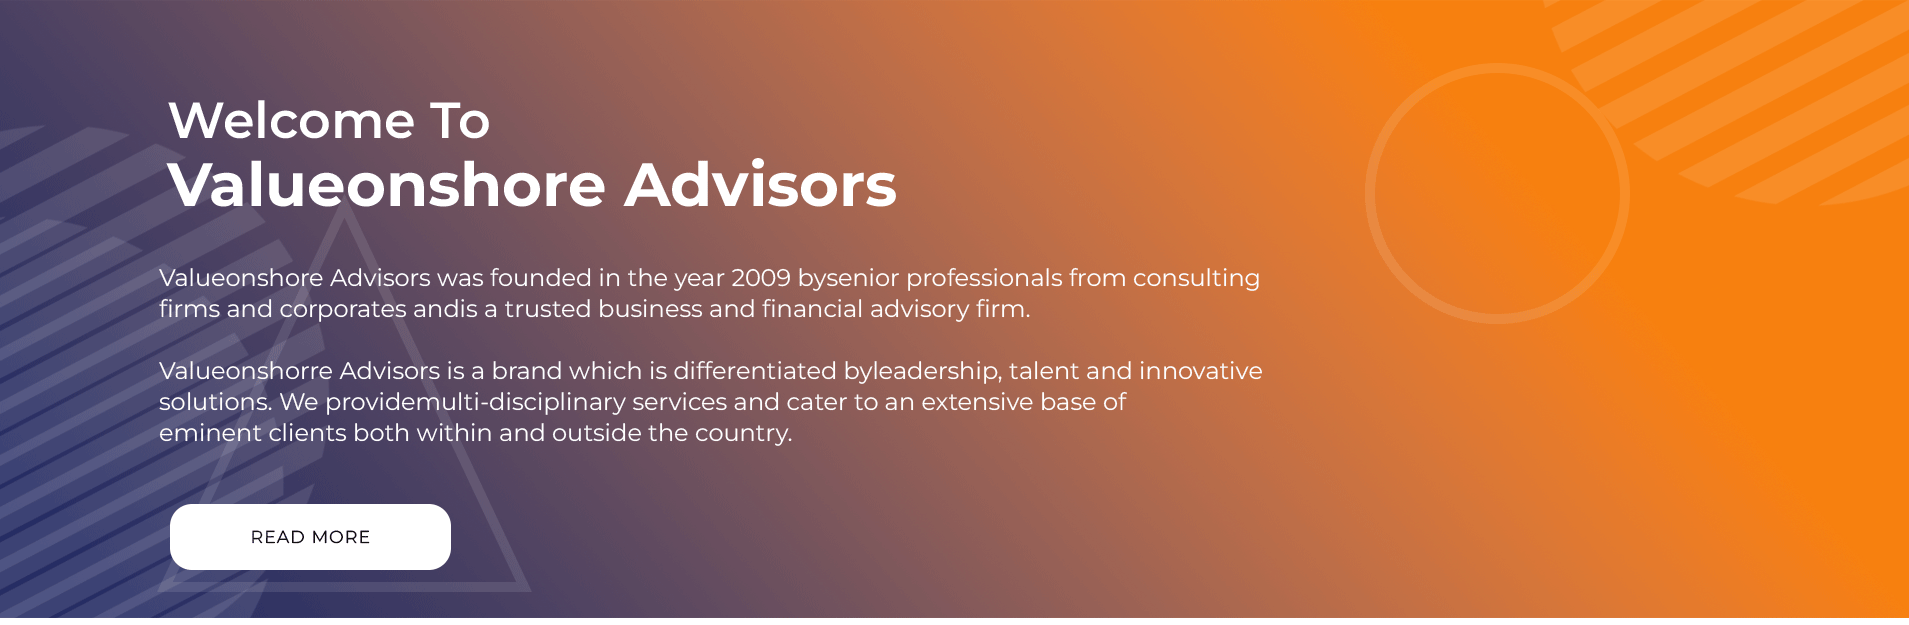 Welcome To
Valueonshore Advisors
Valueonshore Advisors was founded in the year 2009 bysenior professionals from consulting
firms and corporates andis a trusted business and financial advisory firm.
Valueonshorre Advisors is a brand which is differentiated byleadership, talent and innovative
solutions. We providemulti-disciplinary services and cater to an extensive base of
eminent clients both within and outside the country.
READ MORE